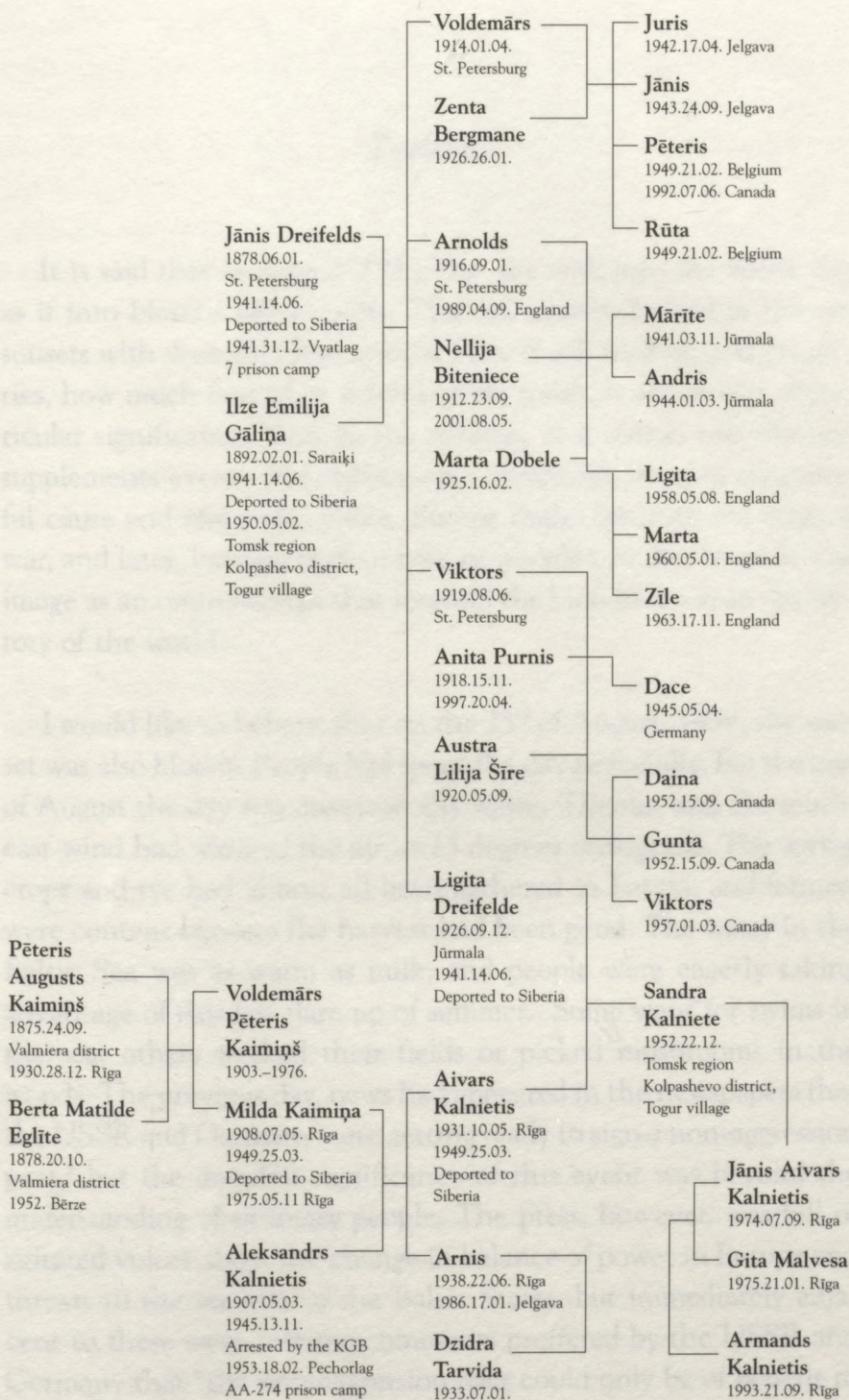 Voldemārs
1914.01.04.
St. Petersburg
Zenta
Bergmane
1926.26.01.
Juris
1942.17.04. Jelgava
Jānis
1943.24.09. Jelgava
Pēteris
1949.21.02. Beļgium
1992.07.06. Canada
Rūta
1949.21.02. Beļgium
Jānis Dreifelds
1878.06.01.
St. Petersburg
1941.14.06.
Deported to Siberia
1941.31.12. Vyatlag
7 prison camp
Ilze Emilija
Gāliņa
1892.02.01. Saraiķi
1941.14.06.
Deported to Siberia
1950.05.02.
Tomsk region
Kolpashevo district,
Togur village
Arnolds
1916.09.01.
St. Petersburg
1989.04.09. England
Nellija
Biteniece
1912.23.09.
2001.08.05.
Marta Dobele
1925.16.02.
Mārīte
1941.03.11. Jūrmala
Andris
1944.01.03. Jūrmala
Ligita
1958.05.08. England
Marta
1960.05.01. England
Zīle
1963.17.11. England
Viktors
1919.08.06.
St. Petersburg
Anita Purnis
1918.15.11.
1997.20.04.
Austra
Lilija Šīre
1920.05.09.
Dace
1945.05.04.
Germany
Daina
1952.15.09. Canada
Gunta
1952.15.09. Canada
Viktors
1957.01.03. Canada
Ligita
Dreifelde
1926.09.12.
Jūrmala
1941.14.06.
Deported to Siberia
Pēteris
Augusts
Kaimiņš
1875.24.09.
Valmiera district
1930.28.12. Rīga
Berta Matilde
Eglīte
1878.20.10.
Valmiera district
1952. Bērze
Voldemārs
Pēteris
Kaimiņš
1903.–1976.
Milda Kaimiņa
1908.07.05. Rīga
1949.25.03.
Deported to Siberia
1975.05.11 Rīga
Aleksandrs
Kalnietis
1907.05.03.
1945.13.11.
Arrested by the KGB
1953.18.02. Pechorlag
AA-274 prison camp
Aivars
Kalnietis
1931.10.05. Rīga
1949.25.03.
Deported to
Siberia
Arnis
1938.22.06. Rīga
1986.17.01. Jelgava
Dzidra
Tarvida
1933.07.01.
Sandra
Kalniete
1952.22.12.
Tomsk region
Kolpashevo district,
Togur village
Jānis Aivars
Kalnietis
1974.07.09. Rīga
Gita Malvesa
1975.21.01. Rīga
Armands
Kalnietis
1993.21.09. Rīga